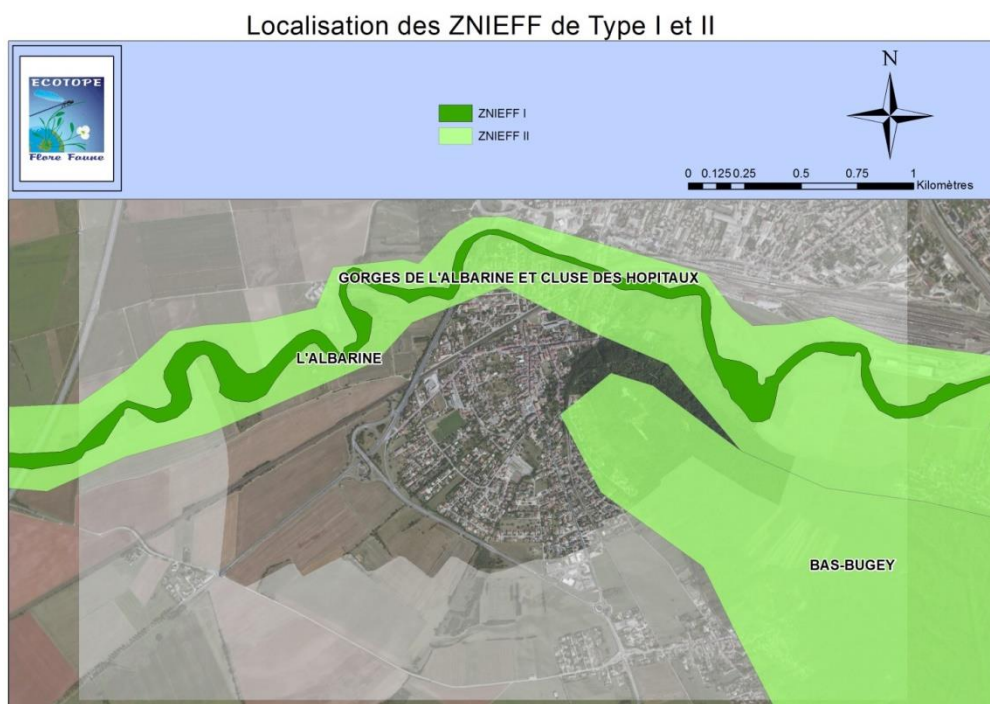 Localisation des ZNIEFF de Type I et II
ECOTOPE
Flore Faune
ZNIEFF I
ZNIEFF II
N
0 0.125 0.25 0.5 0.75 1
Kilomètres
GORGES DE L'ALBARINE ET CLUSE DES HOPITAUX
L'ALBARINE
BAS-BUGEY